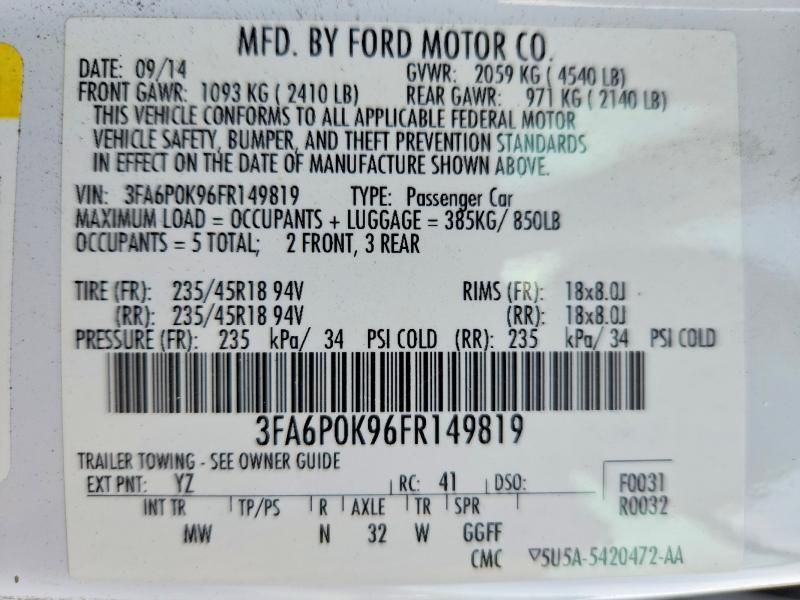 MFD. BY FORD MOTOR CO.
DATE: 09/14 GVWR: 2059 KG ( 4540 LB)
FRONT GAWR: 1093 KG ( 2410 LB) REAR GAWR: 971 KG ( 2140 LB)
THIS VEHICLE CONFORMS TO ALL APPLICABLE FEDERAL MOTOR
VEHICLE SAFETY, BUMPER, AND THEFT PREVENTION STANDARDS
IN EFFECT ON THE DATE OF MANUFACTURE SHOWN ABOVE.
VIN: 3FA6P0K96FR149819 TYPE: Passenger Car
MAXIMUM LOAD = OCCUPANTS + LUGGAGE = 385KG/ 850LB
OCCUPANTS = 5 TOTAL; 2 FRONT, 3 REAR
TIRE (FR): 235/45R18 94V RIMS (FR): 18x8.0J
(RR): 235/45R18 94V (RR): 18x8.0J
PRESSURE (FR): 235 kPa/ 34 PSI COLD (RR): 235 kPa/ 34 PSI COLD
3FA6P0K96FR149819
TRAILER TOWING - SEE OWNER GUIDE
EXT PNT: YZ RC: 41 DSO: F0031
INT TR TP/PS R AXLE TR SPR R0032
MW N 32 W GGFF
CMC ▽5U5A-5420472-AA